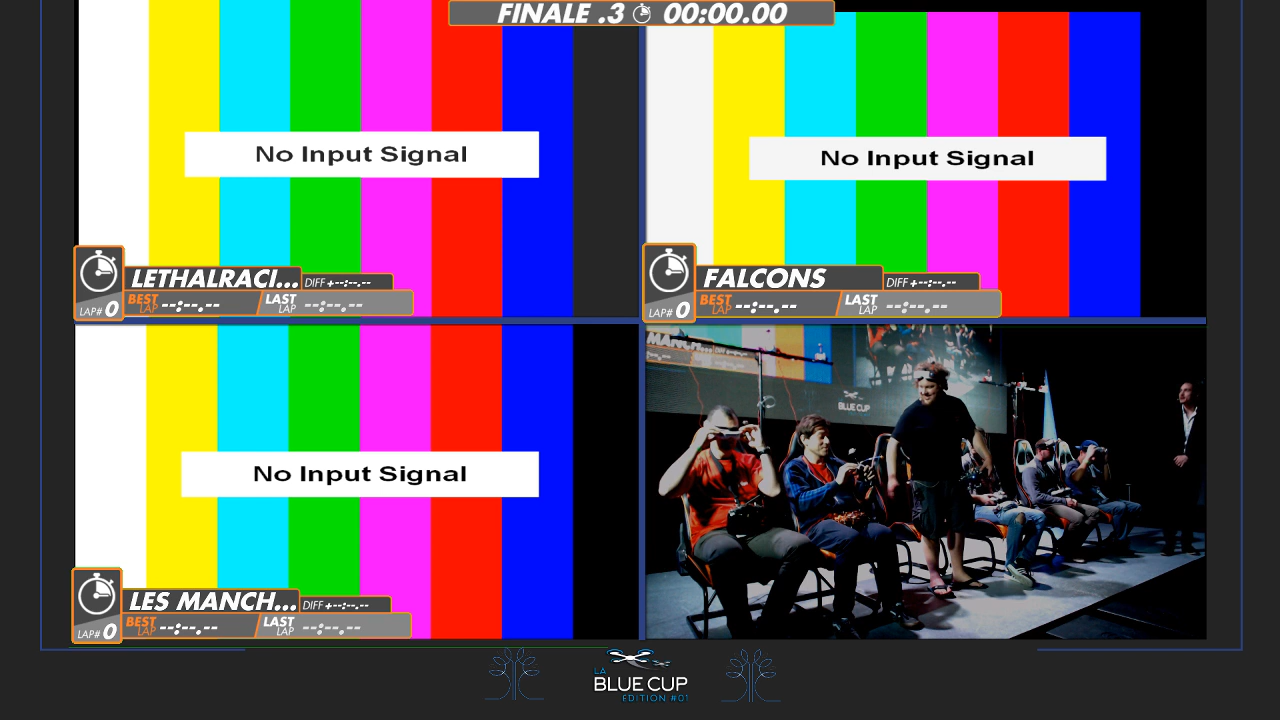 FINALE .3 00:00.00
No Input Signal
No Input Signal
LETHALRACI... DIFF +--:--.--
LAP# 0 BEST LAP --:--.-- LAST LAP --:--.--
FALCONS DIFF +--:--.--
LAP# 0 BEST LAP --:--.-- LAST LAP --:--.--
No Input Signal
BLUE CUP
LES MANCH... DIFF +--:--.--
LAP# 0 BEST LAP --:--.-- LAST LAP --:--.--
LA
BLUE CUP
EDITION #01